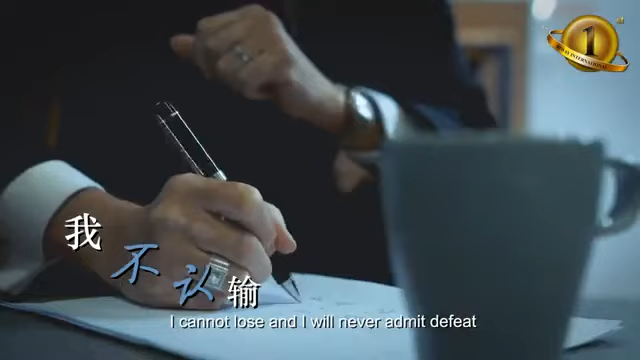 1
我不认输
I cannot lose and I will never admit defeat